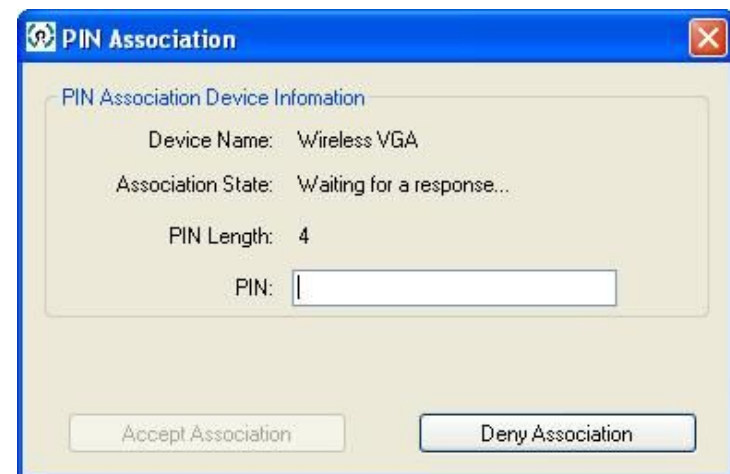 PIN Association
PIN Association Device Infomation
Device Name: Wireless VGA
Association State: Waiting for a response...
PIN Length: 4
PIN:
Accept Association Deny Association